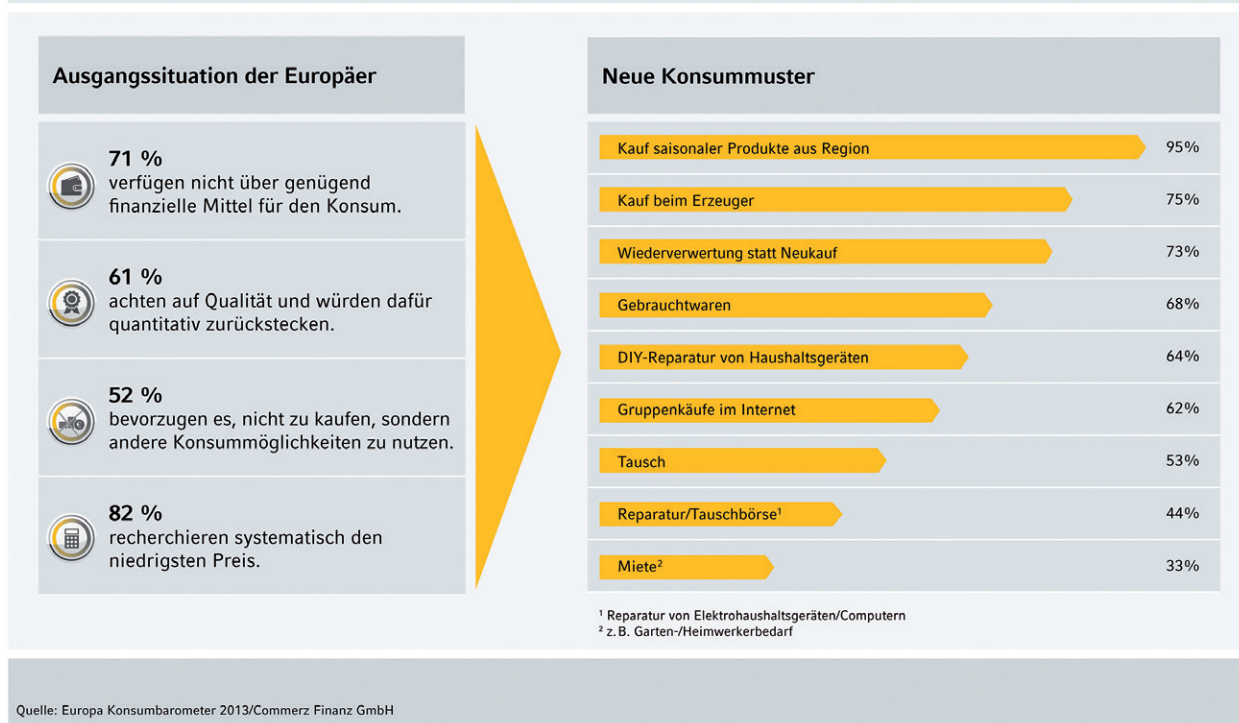 Ausgangssituation der Europäer
71 %
verfügen nicht über genügend
finanzielle Mittel für den Konsum.
61 %
achten auf Qualität und würden dafür
quantitativ zurückstecken.
52 %
bevorzugen es, nicht zu kaufen, sondern
andere Konsummöglichkeiten zu nutzen.
82 %
recherchieren systematisch den
niedrigsten Preis.
Neue Konsummuster
Kauf saisonaler Produkte aus Region 95%
Kauf beim Erzeuger 75%
Wiederverwertung statt Neukauf 73%
Gebrauchtwaren 68%
DIY-Reparatur von Haushaltsgeräten 64%
Gruppenkäufe im Internet 62%
Tausch 53%
Reparatur/Tauschbörse¹ 44%
Miete² 33%
¹ Reparatur von Elektrohaushaltsgeräten/Computern
² z. B. Garten-/Heimwerkerbedarf
Quelle: Europa Konsumbarometer 2013/Commerz Finanz GmbH